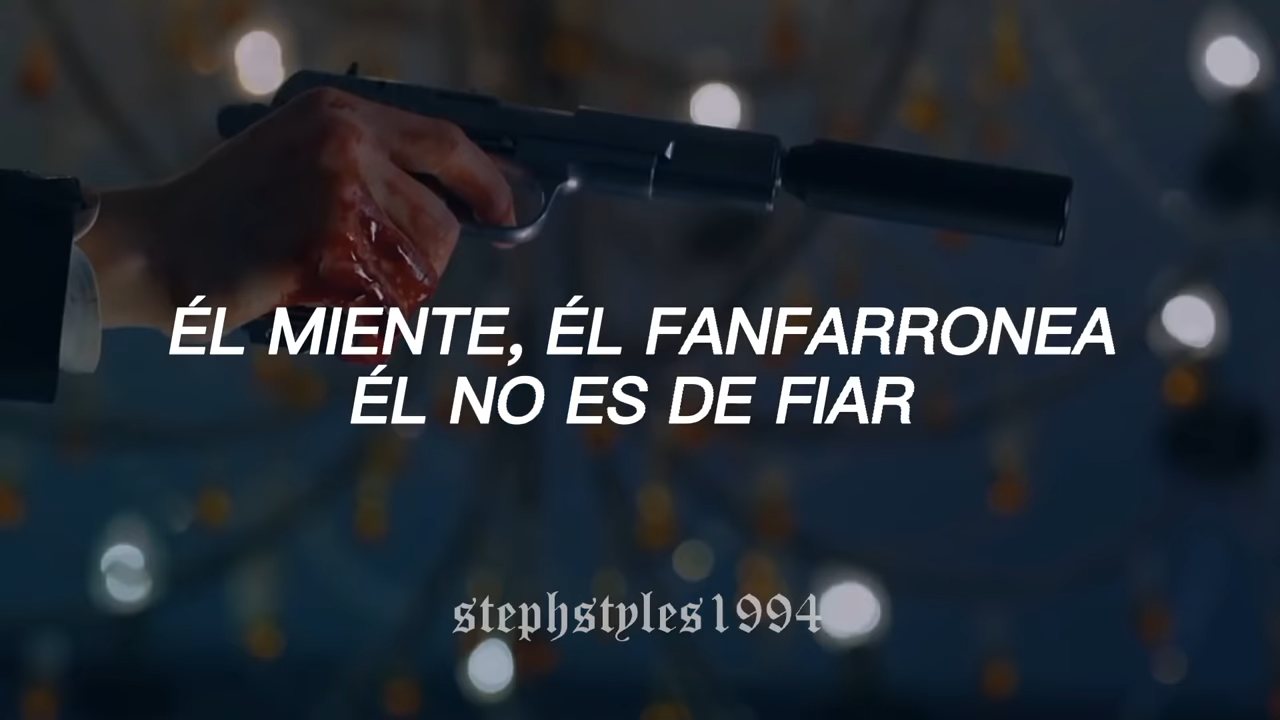 ÉL MIENTE, ÉL FANFARRONEA
ÉL NO ES DE FIAR
stephstyles1994